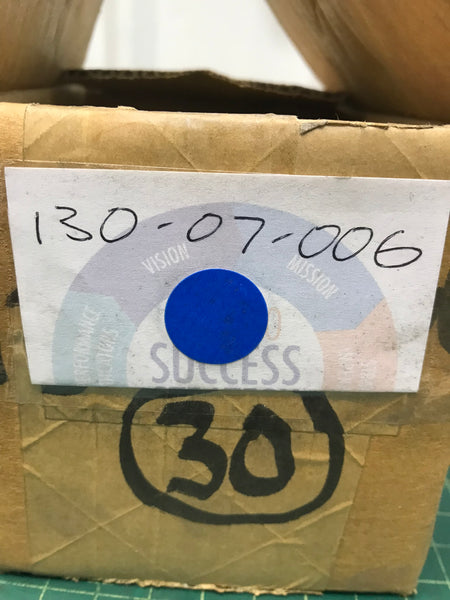 130-07-006
VISION
MISSION
SUCCESS
30